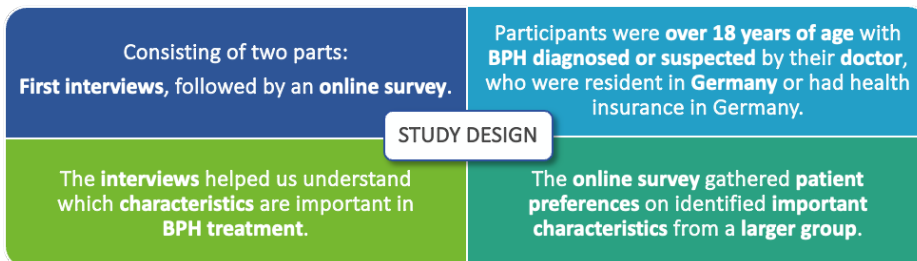 Consisting of two parts:
First interviews, followed by an online survey.
Participants were over 18 years of age with
BPH diagnosed or suspected by their doctor,
who were resident in Germany or had health
insurance in Germany.
STUDY DESIGN
The interviews helped us understand
which characteristics are important in
BPH treatment.
The online survey gathered patient
preferences on identified important
characteristics from a larger group.